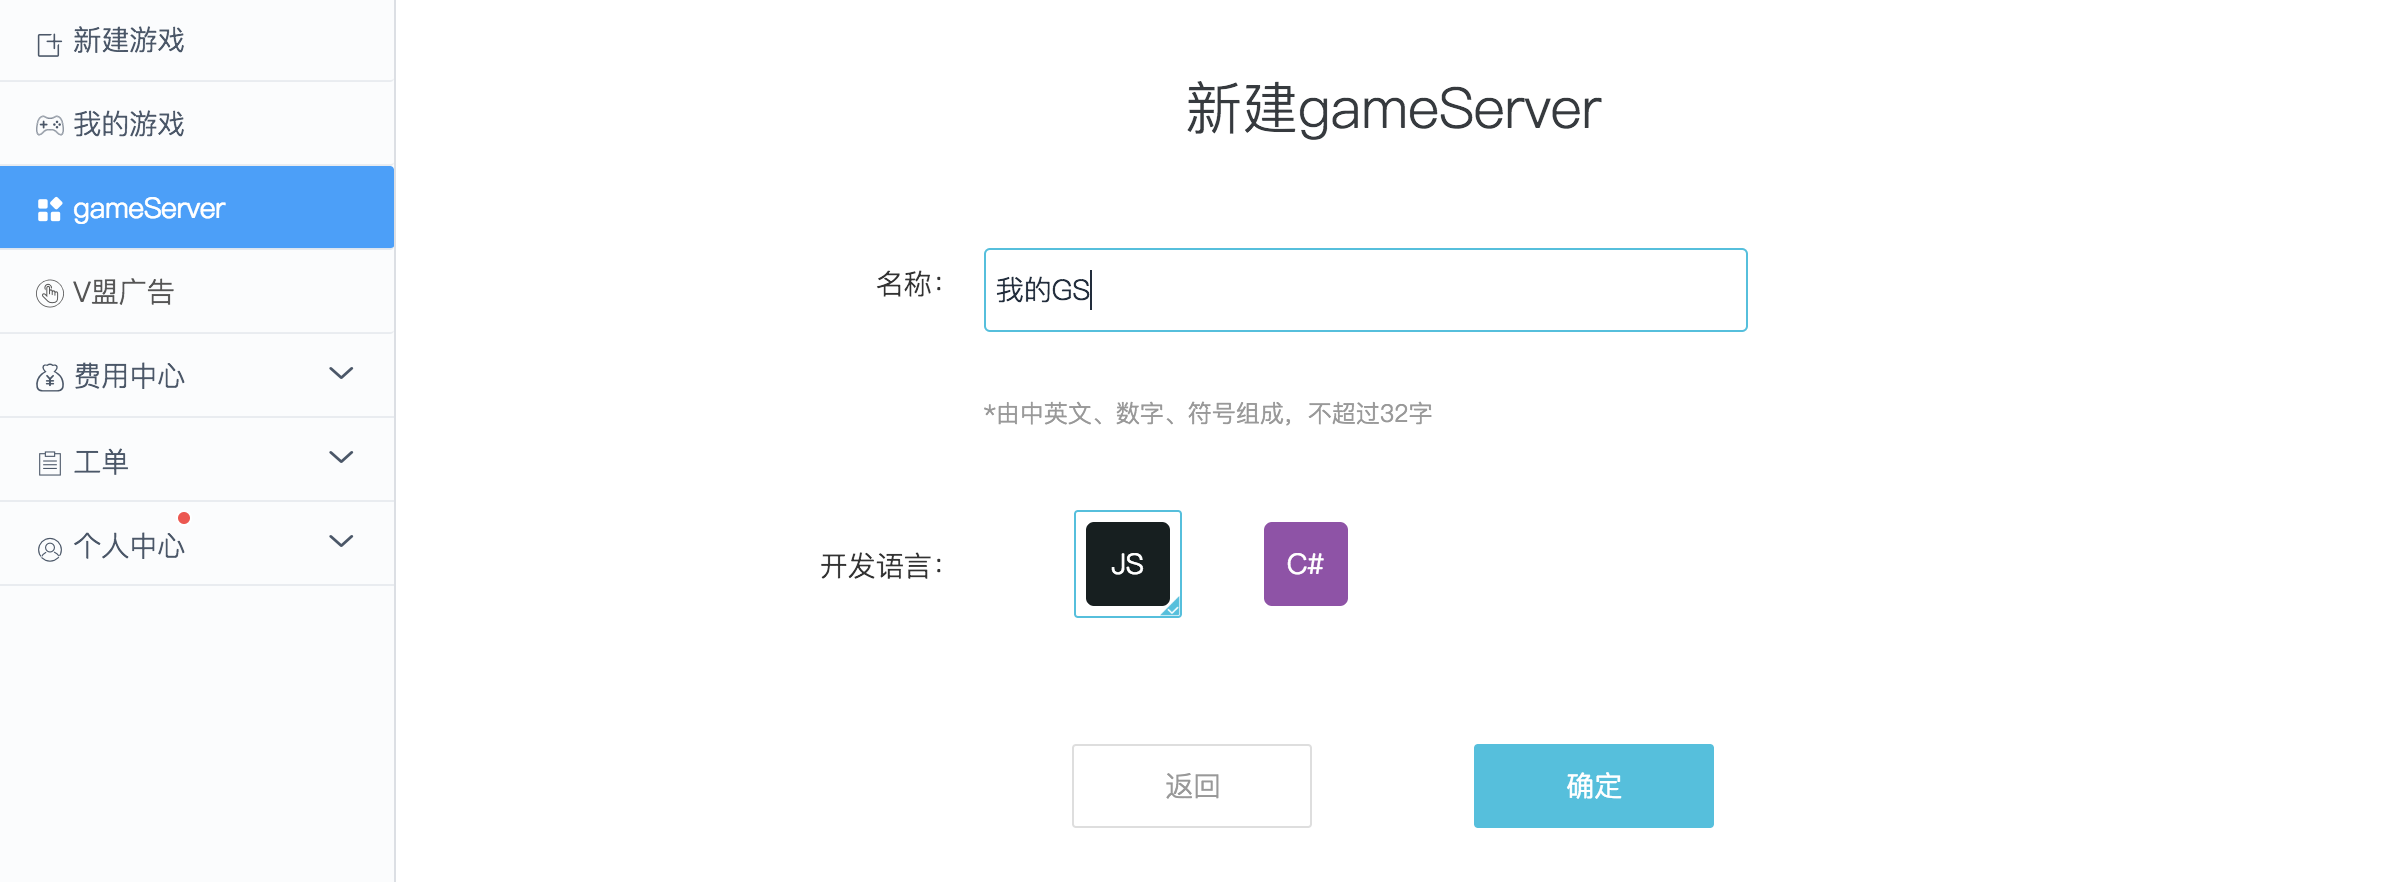 新建游戏
我的游戏
gameServer
V盟广告
费用中心
工单
个人中心
新建gameServer
名称：
我的GS
*由中英文、数字、符号组成，不超过32字
开发语言：
JS
C#
返回
确定